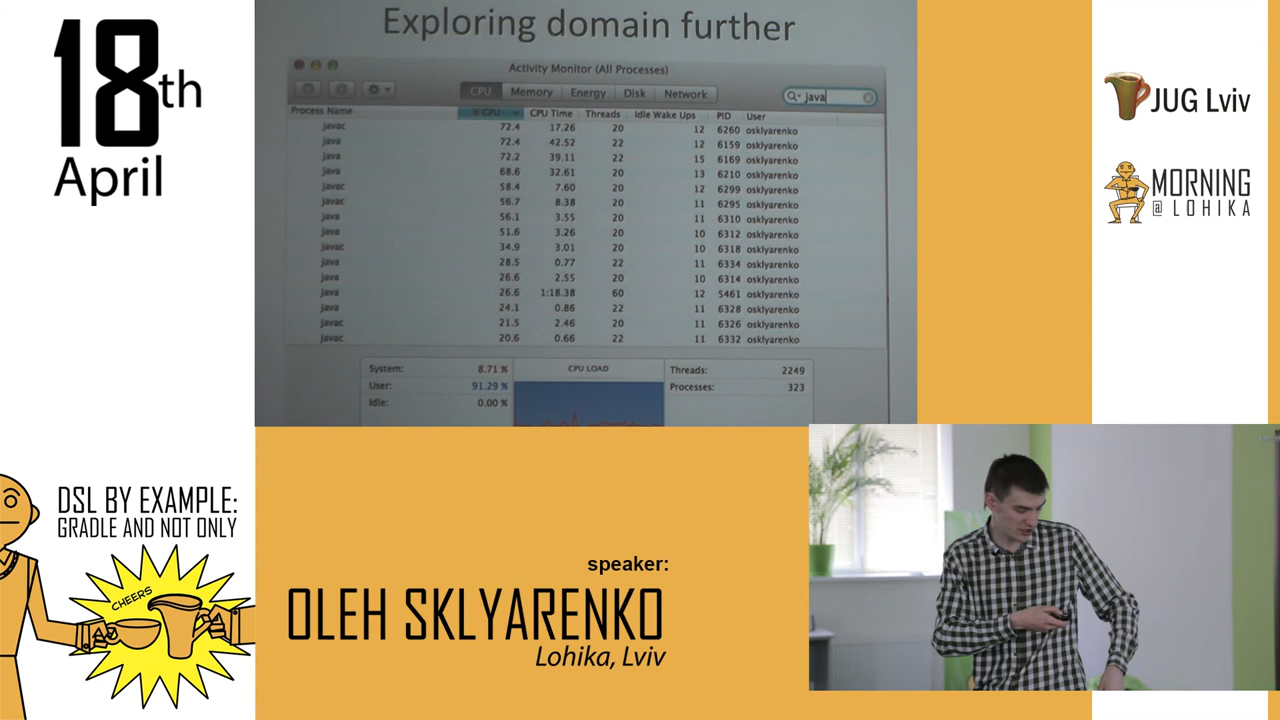 18th
April
Exploring domain further
Activity Monitor (All Processes)
CPU Memory Energy Disk Network
java
Process Name % CPU CPU Time Threads Idle Wake Ups PID User
javac 72.4 17.26 20 12 6260 osklyarenko
java 72.4 42.52 22 12 6159 osklyarenko
java 72.2 39.11 22 15 6169 osklyarenko
java 68.6 32.61 20 13 6210 osklyarenko
javac 58.4 7.60 20 12 6299 osklyarenko
javac 56.7 8.38 20 11 6295 osklyarenko
java 56.1 3.55 20 11 6310 osklyarenko
java 51.6 3.26 20 10 6312 osklyarenko
javac 34.9 3.01 20 10 6318 osklyarenko
java 28.5 0.77 22 11 6334 osklyarenko
java 26.6 2.55 20 10 6314 osklyarenko
java 26.6 1:18.38 60 12 5461 osklyarenko
java 24.1 0.86 22 11 6328 osklyarenko
javac 21.5 2.46 20 11 6326 osklyarenko
javac 20.6 0.66 22 11 6332 osklyarenko
System: 8.71 % CPU LOAD Threads: 2249
User: 91.29 % Processes: 323
Idle: 0.00 %
JUG Lviv
MORNING
@ LOHIKA
DSL BY EXAMPLE:
GRADLE AND NOT ONLY
CHEERS
speaker:
OLEH SKLYARENKO
Lohika, Lviv